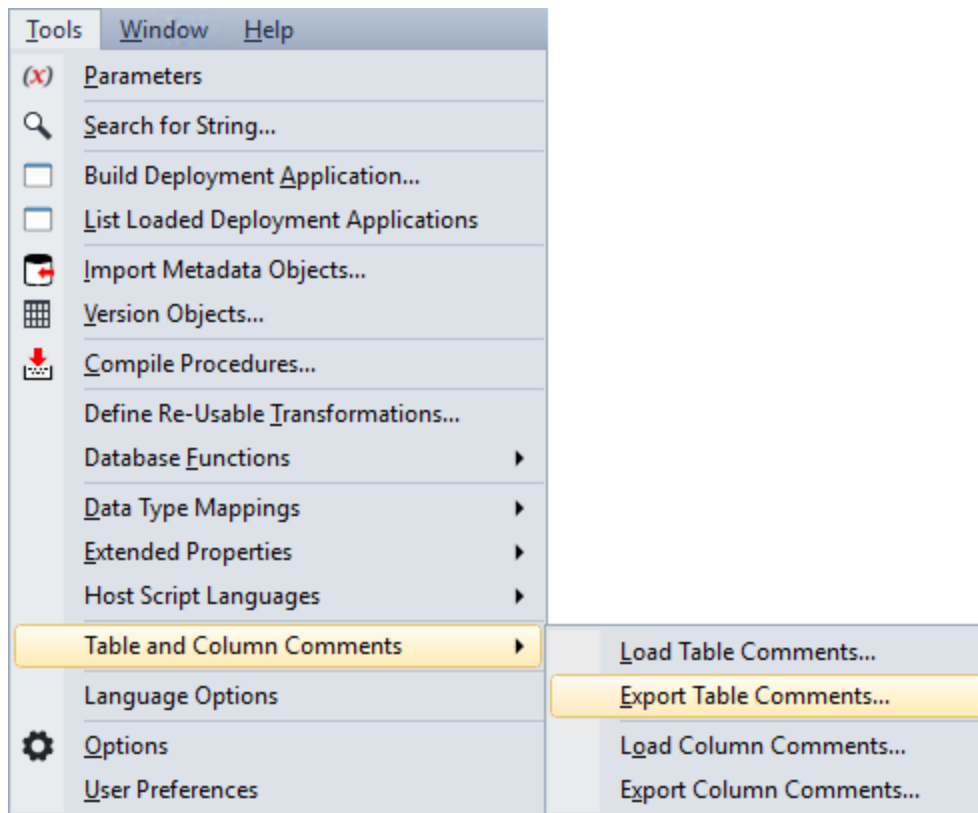 Tools Window Help
(x) Parameters
Search for String...
Build Deployment Application...
List Loaded Deployment Applications
Import Metadata Objects...
Version Objects...
Compile Procedures...
Define Re-Usable Transformations...
Database Functions
Data Type Mappings
Extended Properties
Host Script Languages
Table and Column Comments
Language Options
Options
User Preferences
Load Table Comments...
Export Table Comments...
Load Column Comments...
Export Column Comments...